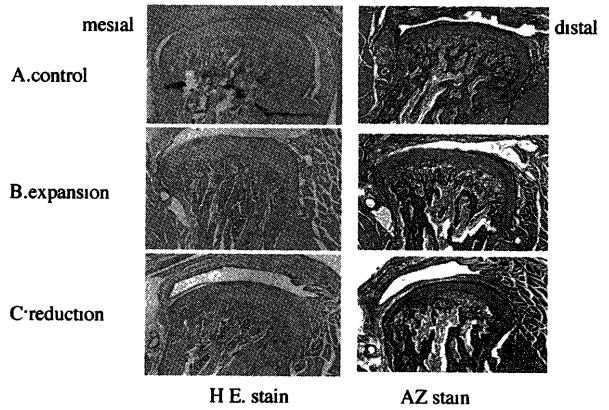 mesial
distal
A.control
B.expansion
C·reduction
H E. stain
AZ stain